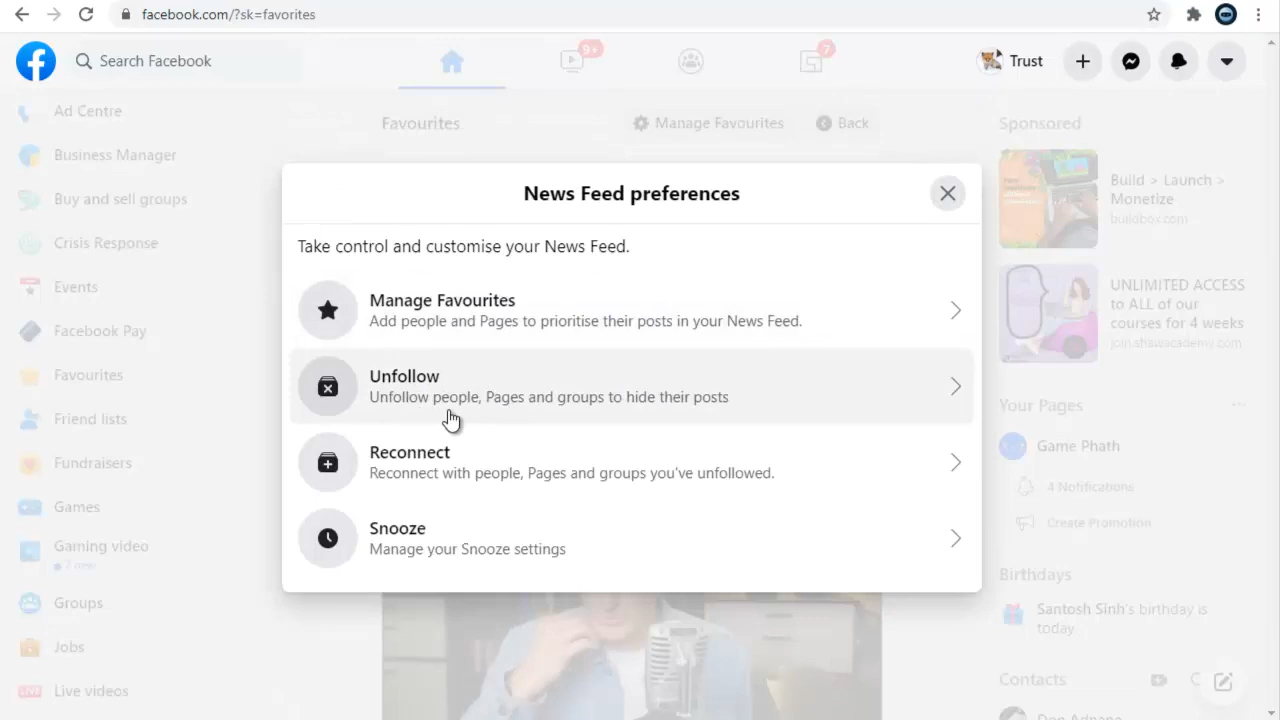 facebook.com/?sk=favorites
Search Facebook
9+
7
Trust
Ad Centre
Business Manager
Buy and sell groups
Crisis Response
Events
Facebook Pay
Favourites
Friend lists
Fundraisers
Games
Gaming video
Groups
Jobs
LIVE Live videos
Favourites
Manage Favourites
Back
News Feed preferences
Take control and customise your News Feed.
Manage Favourites
Add people and Pages to prioritise their posts in your News Feed.
Unfollow
Unfollow people, Pages and groups to hide their posts
Reconnect
Reconnect with people, Pages and groups you've unfollowed.
Snooze
Manage your Snooze settings
Sponsored
Build > Launch >
Monetize
buildbox.com
UNLIMITED ACCESS
to ALL of our
courses for 4 weeks
join.shawacademy.com
Your Pages
Game Phath
4 Notifications
Create Promotion
Birthdays
Santosh Sinh's birthday is
today
Contacts